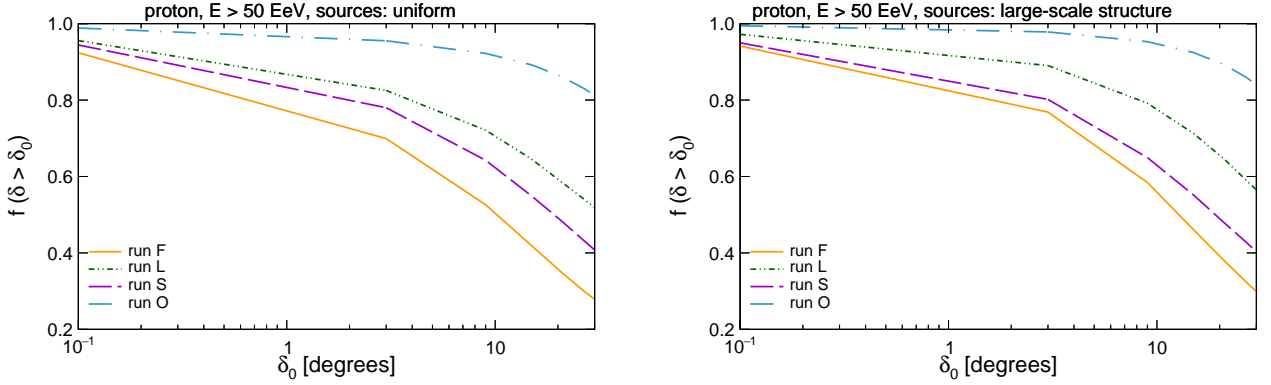 proton, E > 50 EeV, sources: uniform
f (δ > δ₀)
1.0
0.8
0.6
0.4
0.2
run F
run L
run S
run O
10⁻¹ 1 10
δ₀ [degrees]
proton, E > 50 EeV, sources: large-scale structure
f (δ > δ₀)
1.0
0.8
0.6
0.4
0.2
run F
run L
run S
run O
10⁻¹ 1 10
δ₀ [degrees]